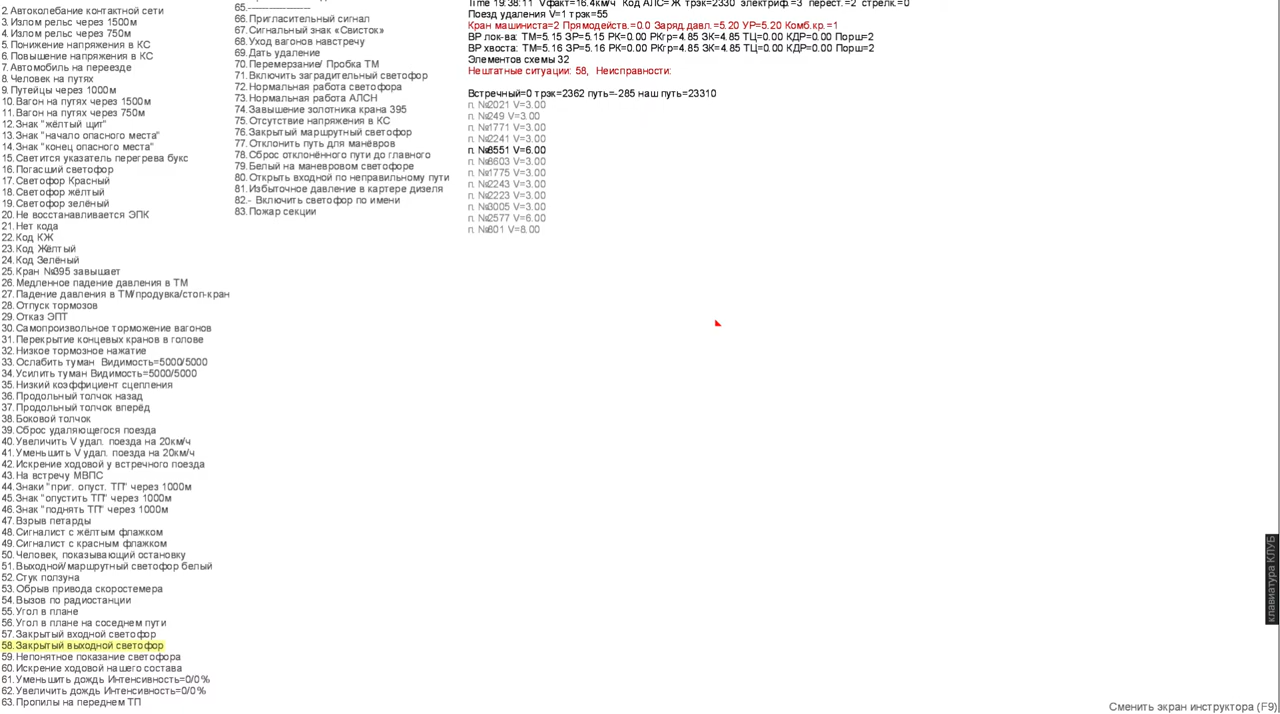 2. Автоколебание контактной сети
3. Излом рельс через 1500м
4. Излом рельс через 750м
5. Понижение напряжения в КС
6. Повышение напряжения в КС
7. Автомобиль на переезде
8. Человек на путях
9. Путейцы через 1000м
10. Вагон на путях через 1500м
11. Вагон на путях через 750м
12. Знак "жёлтый щит"
13. Знак "начало опасного места"
14. Знак "конец опасного места"
15. Светится указатель перегрева букс
16. Погасший светофор
17. Светофор Красный
18. Светофор жёлтый
19. Светофор зелёный
20. Не восстанавливается ЭПК
21. Нет кода
22. Код КЖ
23. Код Жёлтый
24. Код Зелёный
25. Кран №395 завышает
26. Медленное падение давления в ТМ
27. Падение давления в ТМ/продувка/стоп-кран
28. Отпуск тормозов
29. Отказ ЭПТ
30. Самопроизвольное торможение вагонов
31. Перекрытие концевых кранов в голове
32. Низкое тормозное нажатие
33. Ослабить туман Видимость=5000/5000
34. Усилить туман Видимость=5000/5000
35. Низкий коэффициент сцепления
36. Продольный толчок назад
37. Продольный толчок вперёд
38. Боковой толчок
39. Сброс удаляющегося поезда
40. Увеличить V удал. поезда на 20км/ч
41. Уменьшить V удал. поезда на 20км/ч
42. Искрение ходовой у встречного поезда
43. На встречу МВПС
44. Знаки "приг. опуст. ТП" через 1000м
45. Знак "опустить ТП" через 1000м
46. Знак "поднять ТП" через 1000м
47. Взрыв петарды
48. Сигналист с жёлтым флажком
49. Сигналист с красным флажком
50. Человек, показывающий остановку
51. Выходной/маршрутный светофор белый
52. Стук ползуна
53. Обрыв привода скоростемера
54. Вызов по радиостанции
55. Угол в плане
56. Угол в плане на соседнем пути
57. Закрытый входной светофор
58. Закрытый выходной светофор
59. Непонятное показание светофора
60. Искрение ходовой нашего состава
61. Уменьшить дождь Интенсивность=0/0%
62. Увеличить дождь Интенсивность=0/0%
63. Пропилы на переднем ТП
65.-----------------
66. Пригласительный сигнал
67. Сигнальный знак «Свисток»
68. Уход вагонов навстречу
69. Дать удаление
70. Перемерзание/ Пробка ТМ
71. Включить заградительный светофор
72. Нормальная работа светофора
73. Нормальная работа АЛСН
74. Завышение золотника крана 395
75. Отсутствие напряжения в КС
76. Закрытый маршрутный светофор
77. Отклонить путь для манёвров
78. Сброс отклонённого пути до главного
79. Белый на маневровом светофоре
80. Открыть входной по неправильному пути
81. Избыточное давление в картере дизеля
82.- Включить светофор по имени
83. Пожар секции
Time 19:38:11 Vфакт=16.4км/ч Код АЛС= Ж трэк=2330 электриф.=3 перест.=2 стрелк.=0
Поезд удаления V=1 трэк=55
Кран машиниста=2 Прямодейств.=0.0 Заряд.давл.=5.20 УР=5.20 Комб.кр.=1
ВР лок-ва: ТМ=5.15 ЗР=5.15 РК=0.00 РКгр=4.85 ЗК=4.85 ТЦ=0.00 КДР=0.00 Порш=2
ВР хвоста: ТМ=5.16 ЗР=5.16 РК=0.00 РКгр=4.85 ЗК=4.85 ТЦ=0.00 КДР=0.00 Порш=2
Элементов схемы 32
Нештатные ситуации: 58, Неисправности:
Встречный=0 трэк=2362 путь=-285 наш путь=23310
п. №2021 V=3.00
п. №249 V=3.00
п. №1771 V=3.00
п. №2241 V=3.00
п. №8551 V=6.00
п. №8603 V=3.00
п. №1775 V=3.00
п. №2243 V=3.00
п. №2223 V=3.00
п. №3005 V=3.00
п. №2577 V=6.00
п. №801 V=8.00
клавиатура КЛУБ
Сменить экран инструктора (F9)